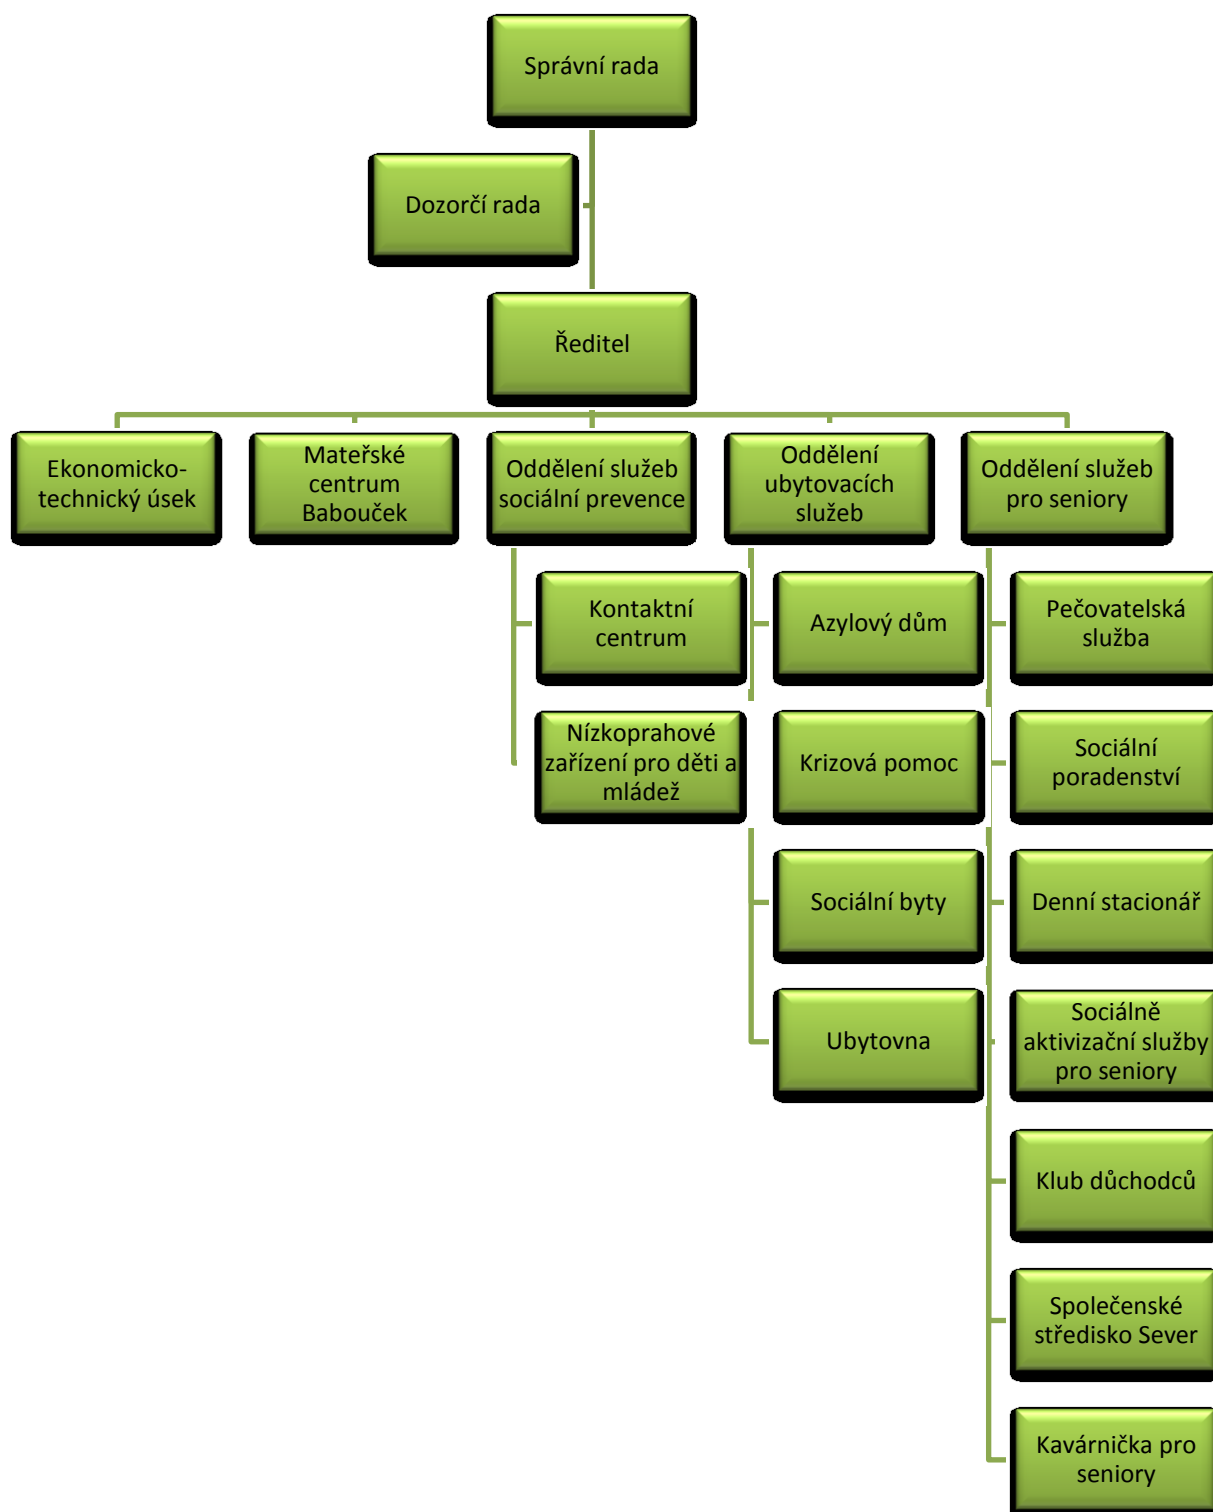 Správní rada
Dozorčí rada
Ředitel
Ekonomicko-
technický úsek
Mateřské
centrum
Babouček
Oddělení služeb
sociální prevence
Oddělení
ubytovacích
služeb
Oddělení služeb
pro seniory
Kontaktní
centrum
Nízkoprahové
zařízení pro děti a
mládež
Azylový dům
Krizová pomoc
Sociální byty
Ubytovna
Pečovatelská
služba
Sociální
poradenství
Denní stacionář
Sociálně
aktivizační služby
pro seniory
Klub důchodců
Společenské
středisko Sever
Kavárnička pro
seniory